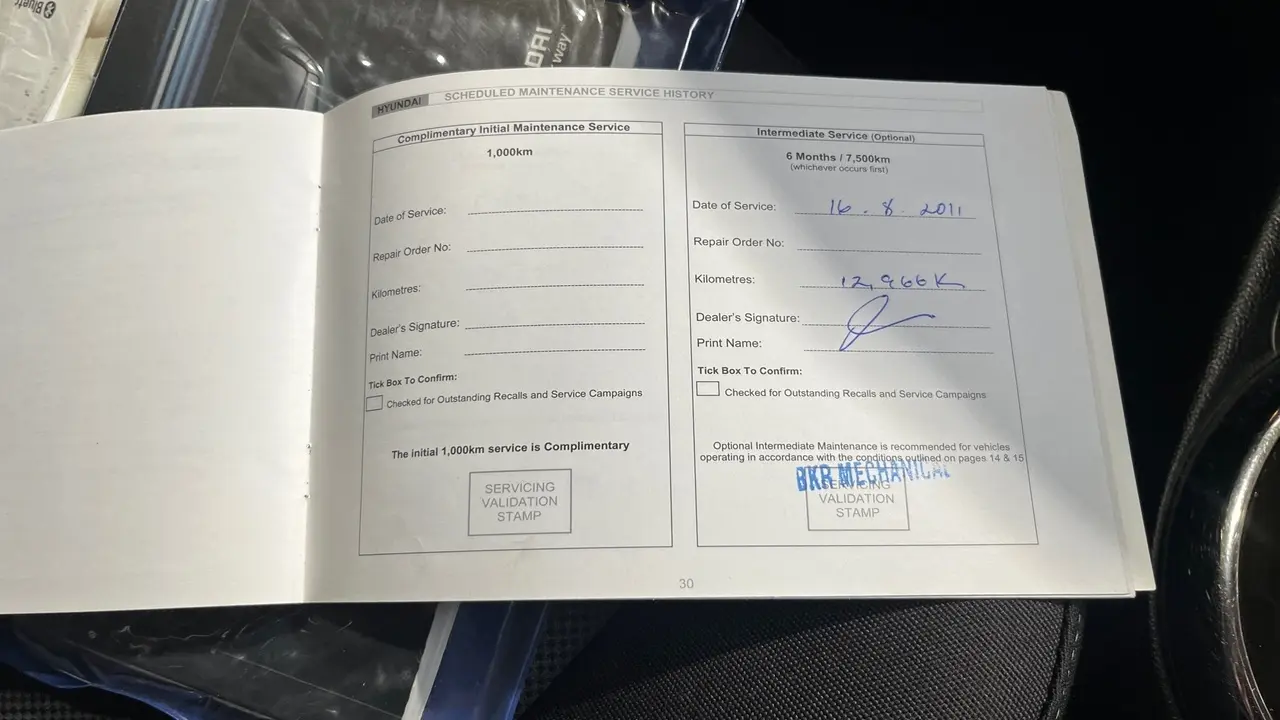 Bluet
DAI
way
HYUNDAI SCHEDULED MAINTENANCE SERVICE HISTORY
Complimentary Initial Maintenance Service
1,000km
Date of Service:
Repair Order No:
Kilometres:
Dealer's Signature:
Print Name:
Tick Box To Confirm:
Checked for Outstanding Recalls and Service Campaigns
The initial 1,000km service is Complimentary
SERVICING
VALIDATION
STAMP
Intermediate Service (Optional)
6 Months / 7,500km
(whichever occurs first)
Date of Service: 16.8.2011
Repair Order No:
Kilometres: 12,966K
Dealer's Signature:
Print Name:
Tick Box To Confirm:
Checked for Outstanding Recalls and Service Campaigns
Optional Intermediate Maintenance is recommended for vehicles
operating in accordance with the conditions outlined on pages 14 & 15
BKR MECHANICAL
SERVICING
VALIDATION
STAMP
30